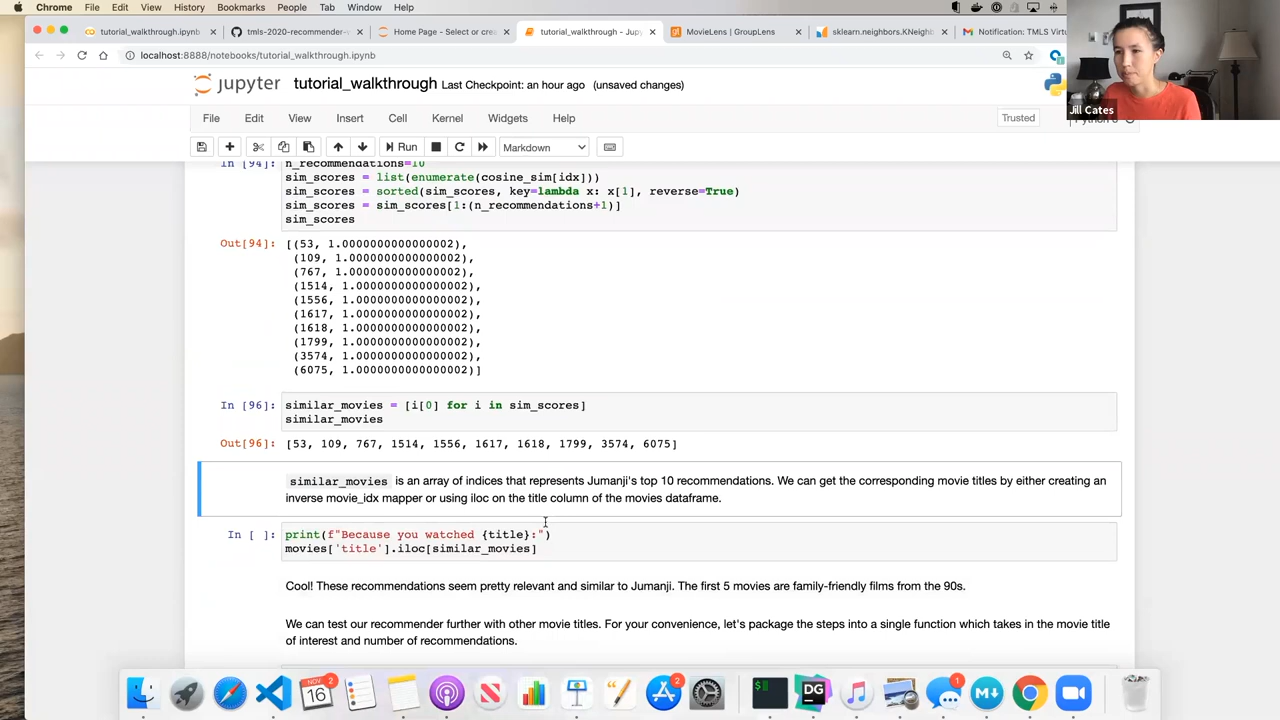 Chrome File Edit View History Bookmarks People Tab Window Help
tutorial_walkthrough.ipynb
tmls-2020-recommender-
Home Page - Select or cre
tutorial_walkthrough - Jup
MovieLens | GroupLens
sklearn.neighbors.KNeighb
Notification: TMLS Virtu
localhost:8888/notebooks/tutorial_walkthrough.ipynb
jupyter tutorial_walkthrough Last Checkpoint: an hour ago (unsaved changes)
Jill Cates
File Edit View Insert Cell Kernel Widgets Help
Trusted
Run Markdown
In [94]: n_recommendations=10
sim_scores = list(enumerate(cosine_sim[idx]))
sim_scores = sorted(sim_scores, key=lambda x: x[1], reverse=True)
sim_scores = sim_scores[1:(n_recommendations+1)]
sim_scores
Out[94]: [(53, 1.0000000000000002),
(109, 1.0000000000000002),
(767, 1.0000000000000002),
(1514, 1.0000000000000002),
(1556, 1.0000000000000002),
(1617, 1.0000000000000002),
(1618, 1.0000000000000002),
(1799, 1.0000000000000002),
(3574, 1.0000000000000002),
(6075, 1.0000000000000002)]
In [96]: similar_movies = [i[0] for i in sim_scores]
similar_movies
Out[96]: [53, 109, 767, 1514, 1556, 1617, 1618, 1799, 3574, 6075]
similar_movies is an array of indices that represents Jumanji's top 10 recommendations. We can get the corresponding movie titles by either creating an
inverse movie_idx mapper or using iloc on the title column of the movies dataframe.
In [ ]: print(f"Because you watched {title}:")
movies['title'].iloc[similar_movies]
Cool! These recommendations seem pretty relevant and similar to Jumanji. The first 5 movies are family-friendly films from the 90s.
We can test our recommender further with other movie titles. For your convenience, let's package the steps into a single function which takes in the movie title
of interest and number of recommendations.
NOV
16
2
2
1
DG